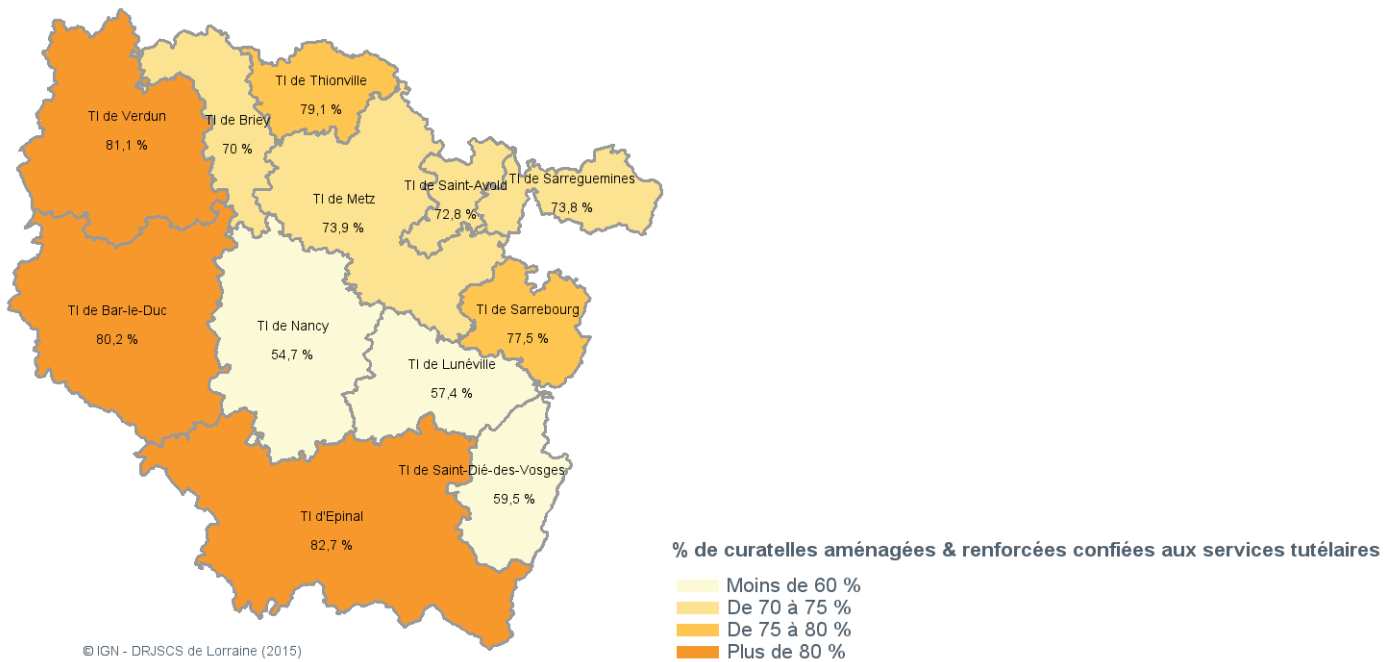 TI de Thionville
79,1 %
TI de Verdun
81,1 %
TI de Briey
70 %
TI de Saint-Avold
72,8 %
TI de Sarreguemines
73,8 %
TI de Metz
73,9 %
TI de Bar-le-Duc
80,2 %
TI de Nancy
54,7 %
TI de Sarrebourg
77,5 %
TI de Lunéville
57,4 %
TI de Saint-Dié-des-Vosges
59,5 %
TI d'Epinal
82,7 %
% de curatelles aménagées & renforcées confiées aux services tutélaires
Moins de 60 %
De 70 à 75 %
De 75 à 80 %
Plus de 80 %
© IGN - DRJSCS de Lorraine (2015)